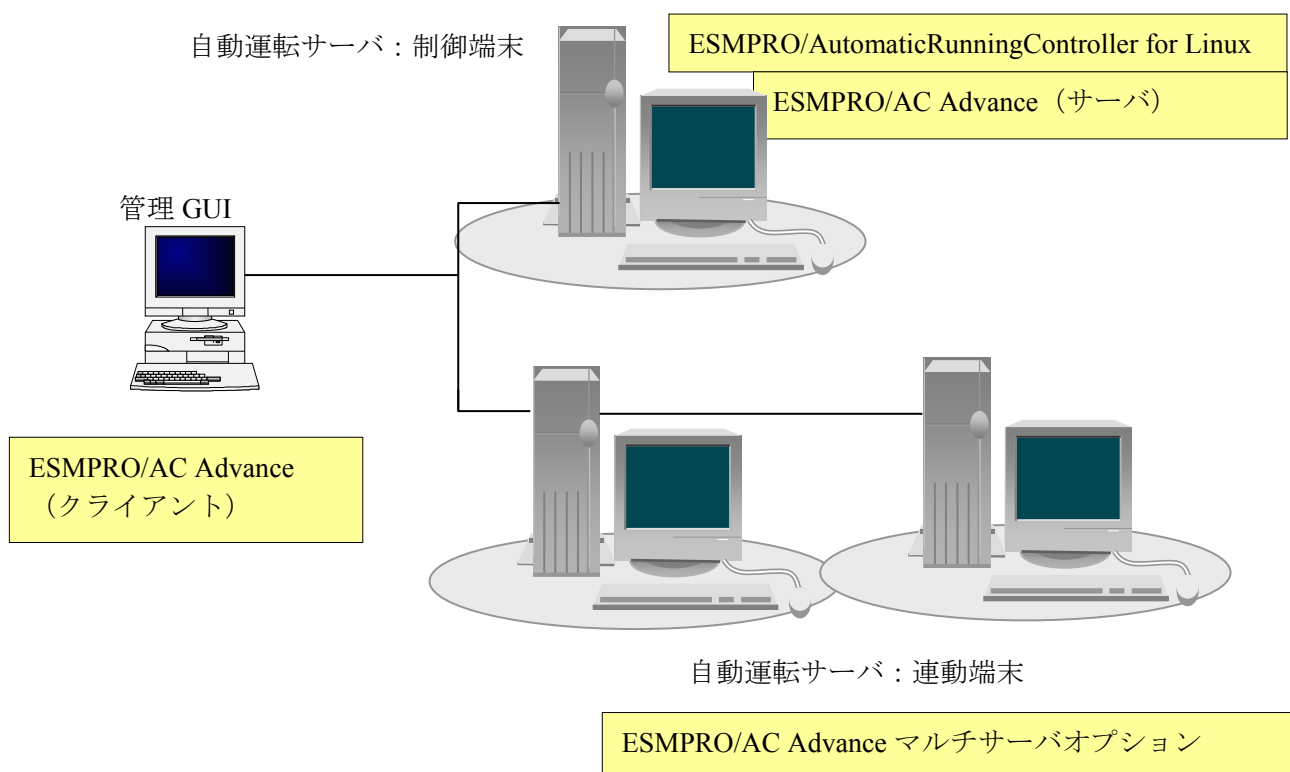 自動運転サーバ：制御端末
ESMPRO/AutomaticRunningController for Linux
ESMPRO/AC Advance（サーバ）
管理 GUI
ESMPRO/AC Advance
（クライアント）
自動運転サーバ：連動端末
ESMPRO/AC Advance マルチサーバオプション